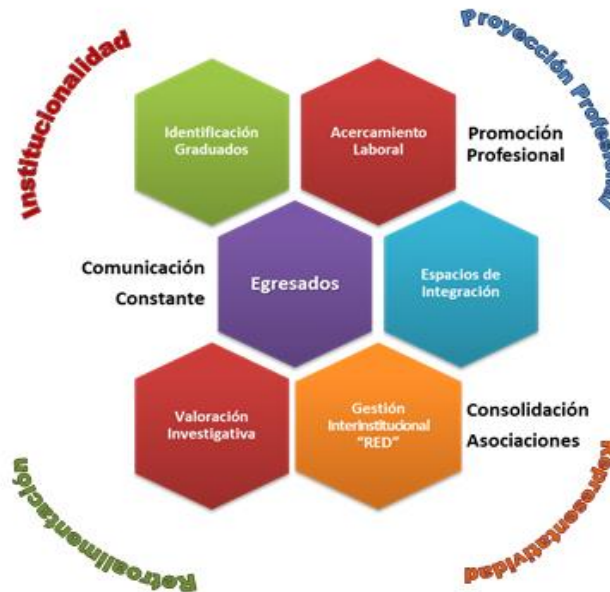 Institucionalidad
Proyección Profesional
Identificación
Graduados
Acercamiento
Laboral
Promoción
Profesional
Comunicación
Constante
Egresados
Espacios de
Integración
Valoración
Investigativa
Gestión
Interinstitucional
"RED"
Consolidación
Asociaciones
Retroalimentación
Representatividad